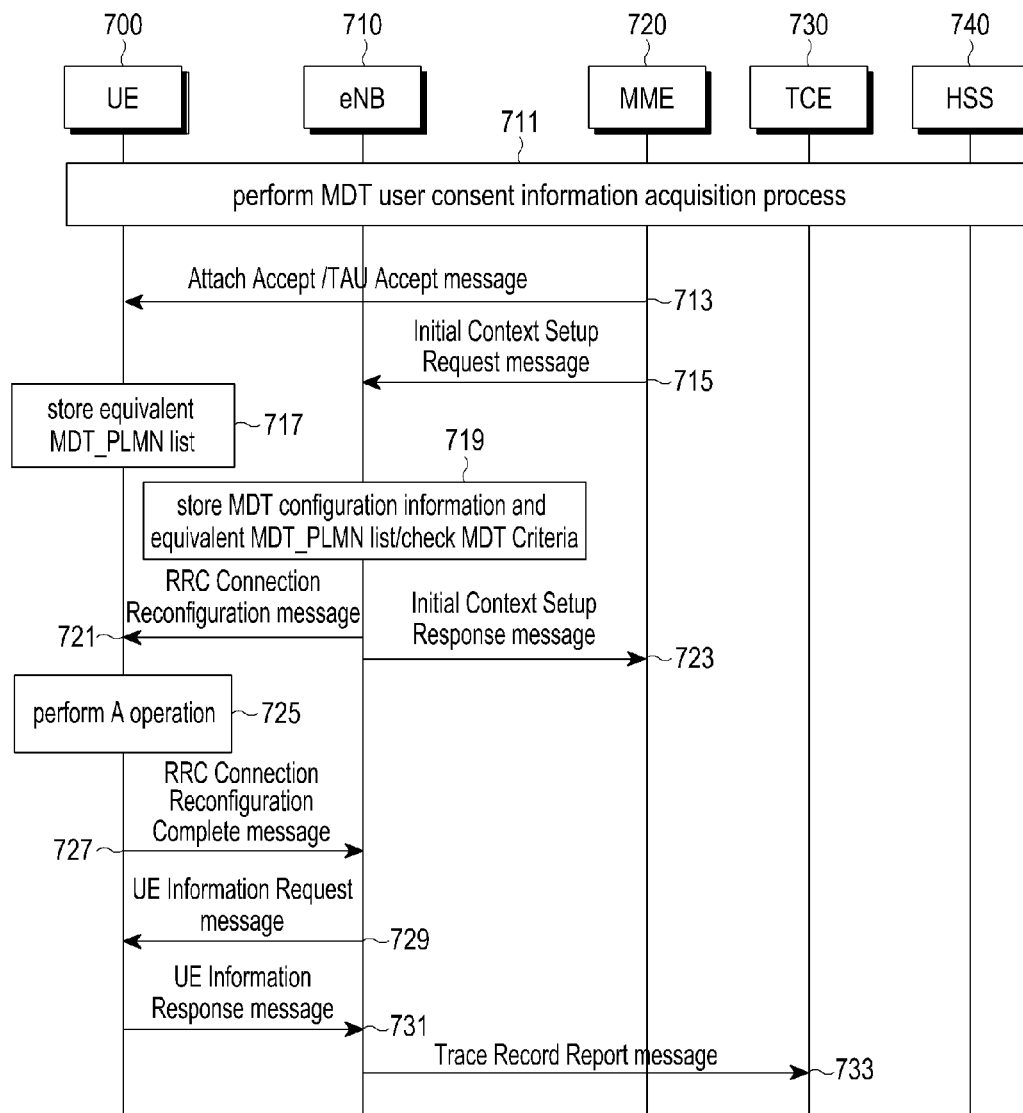 700 710 720 730 740
UE eNB MME TCE HSS
711
perform MDT user consent information acquisition process
Attach Accept /TAU Accept message
713
Initial Context Setup
Request message
715
store equivalent
MDT_PLMN list
717
719
store MDT configuration information and
equivalent MDT_PLMN list/check MDT Criteria
RRC Connection
Reconfiguration message
721
Initial Context Setup
Response message
723
perform A operation
725
RRC Connection
Reconfiguration
Complete message
727
UE Information Request
message
729
UE Information
Response message
731
Trace Record Report message
733